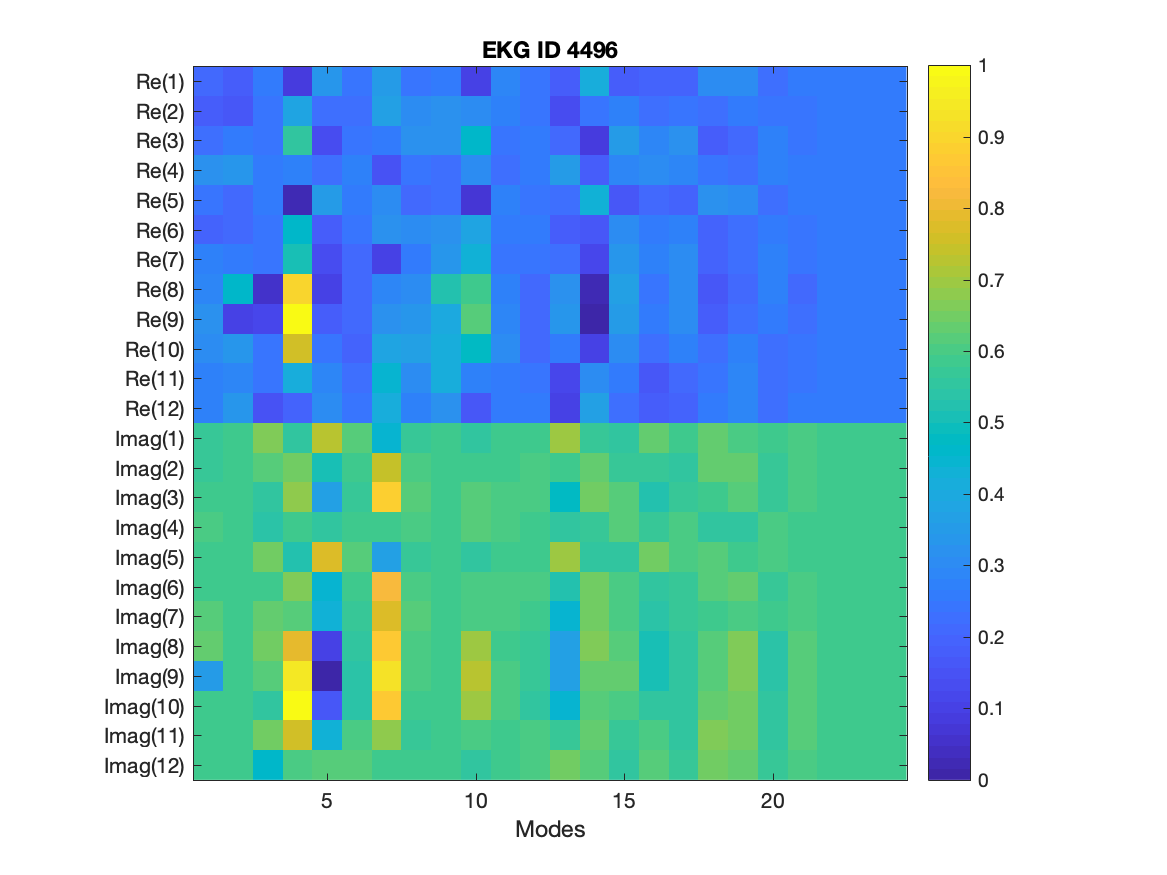 EKG ID 4496
Re(1)
Re(2)
Re(3)
Re(4)
Re(5)
Re(6)
Re(7)
Re(8)
Re(9)
Re(10)
Re(11)
Re(12)
Imag(1)
Imag(2)
Imag(3)
Imag(4)
Imag(5)
Imag(6)
Imag(7)
Imag(8)
Imag(9)
Imag(10)
Imag(11)
Imag(12)
5 10 15 20
Modes
1
0.9
0.8
0.7
0.6
0.5
0.4
0.3
0.2
0.1
0